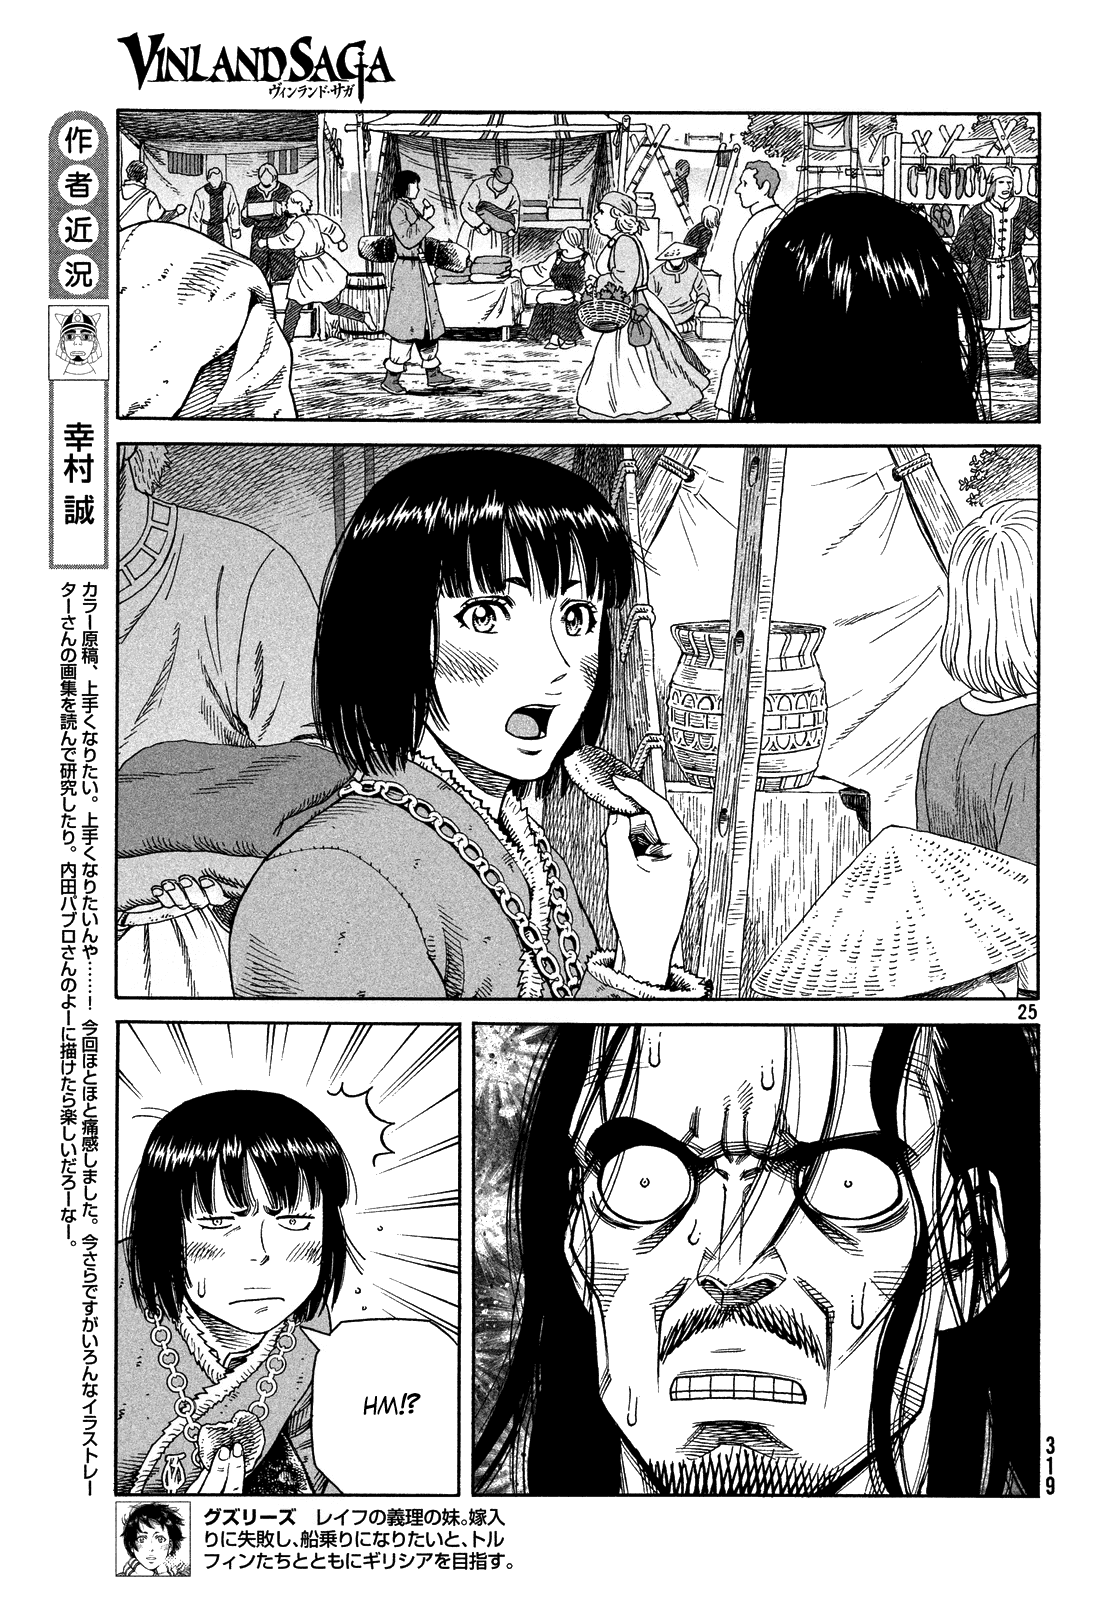 VINLAND SAGA
ヴィンランド・サガ
作者近況
幸村誠
カラー原稿、上手くなりたい。上手くなりたいんや……！今回ほとほと痛感しました。今さらですがいろんなイラストレー
ターさんの画集を読んで研究したり。内田パブロさんのよーに描けたら楽しいだろーなー。
25
HM!?
319
グズリーズ　レイフの義理の妹。嫁入
りに失敗し、船乗りになりたいと、トル
フィンたちとともにギリシアを目指す。